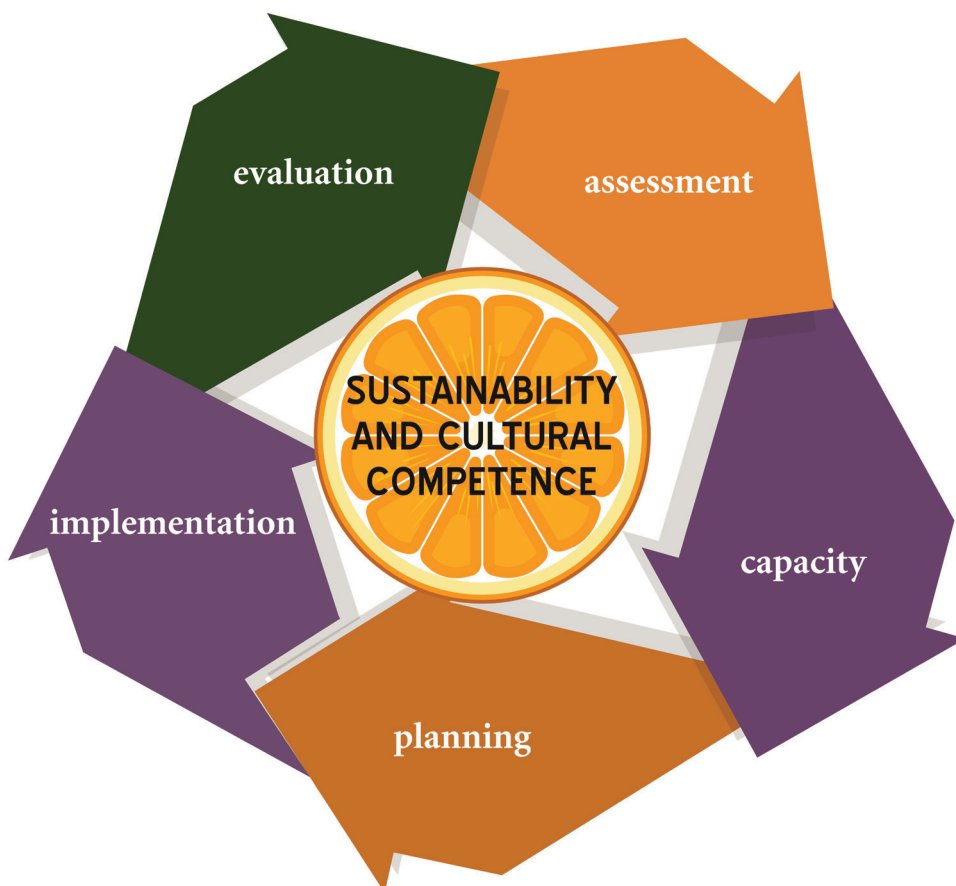 evaluation
assessment
SUSTAINABILITY
AND CULTURAL
COMPETENCE
implementation
capacity
planning